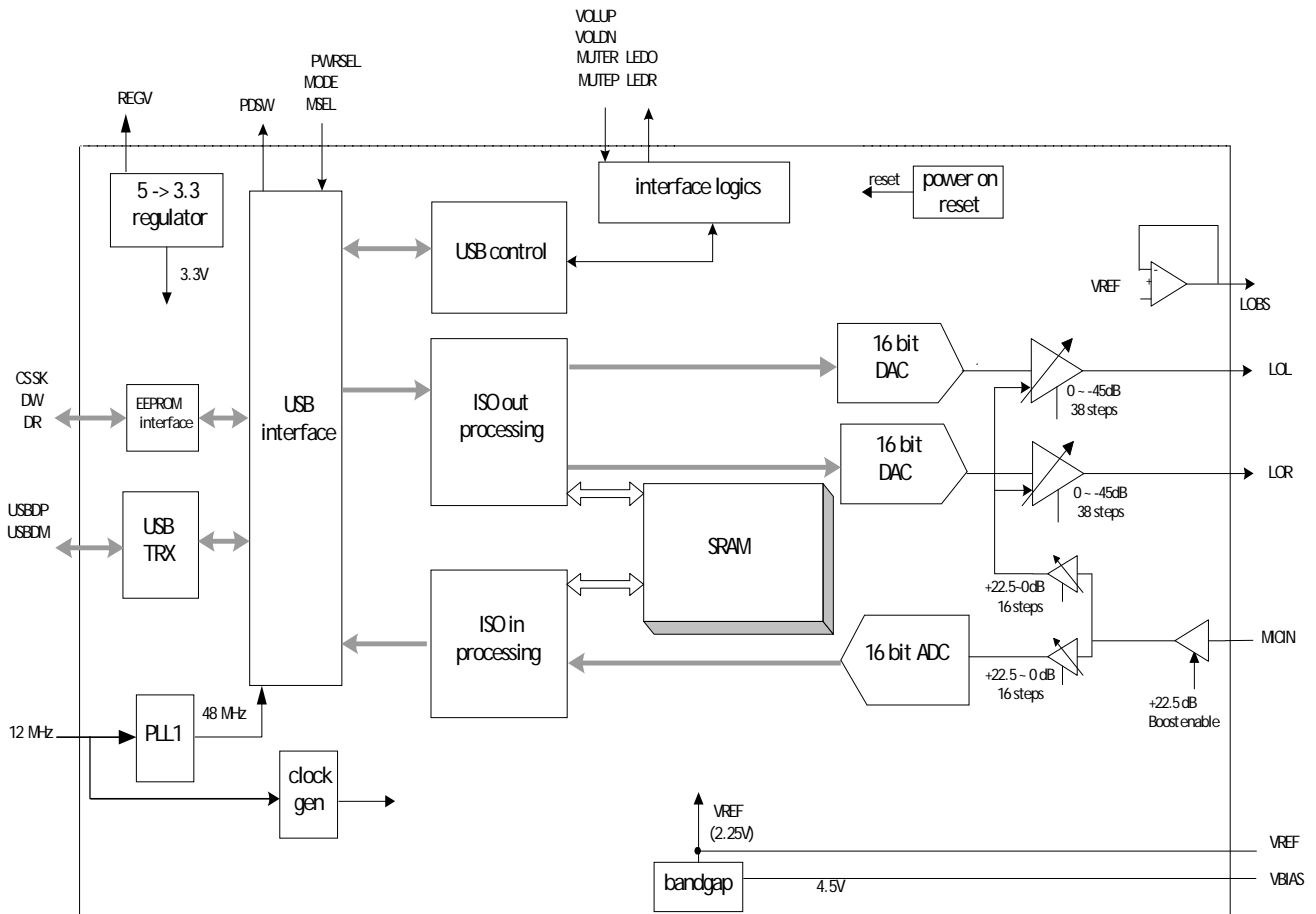 VOLUP
VOLDN
MUTER LEDO
MUTEP LEDR
PWRSEL
MODE
MSEL
REGV
PDSW
5 -> 3.3
regulator
3.3V
interface logics
reset
power on
reset
USB control
VREF
-
+
LOBS
CSSK
DW
DR
EEPROM
interface
USB
interface
ISO out
processing
16 bit
DAC
0 ~ -45dB
38 steps
LOL
16 bit
DAC
0 ~ -45dB
38 steps
LOR
USBDP
USBDM
USB
TRX
SRAM
+22.5~0dB
16 steps
ISO in
processing
16 bit ADC
+22.5 ~ 0 dB
16 steps
MICIN
+22.5 dB
Boost enable
12 MHz
PLL1
48 MHz
clock
gen
VREF
(2.25V)
VREF
bandgap
4.5V
VBIAS